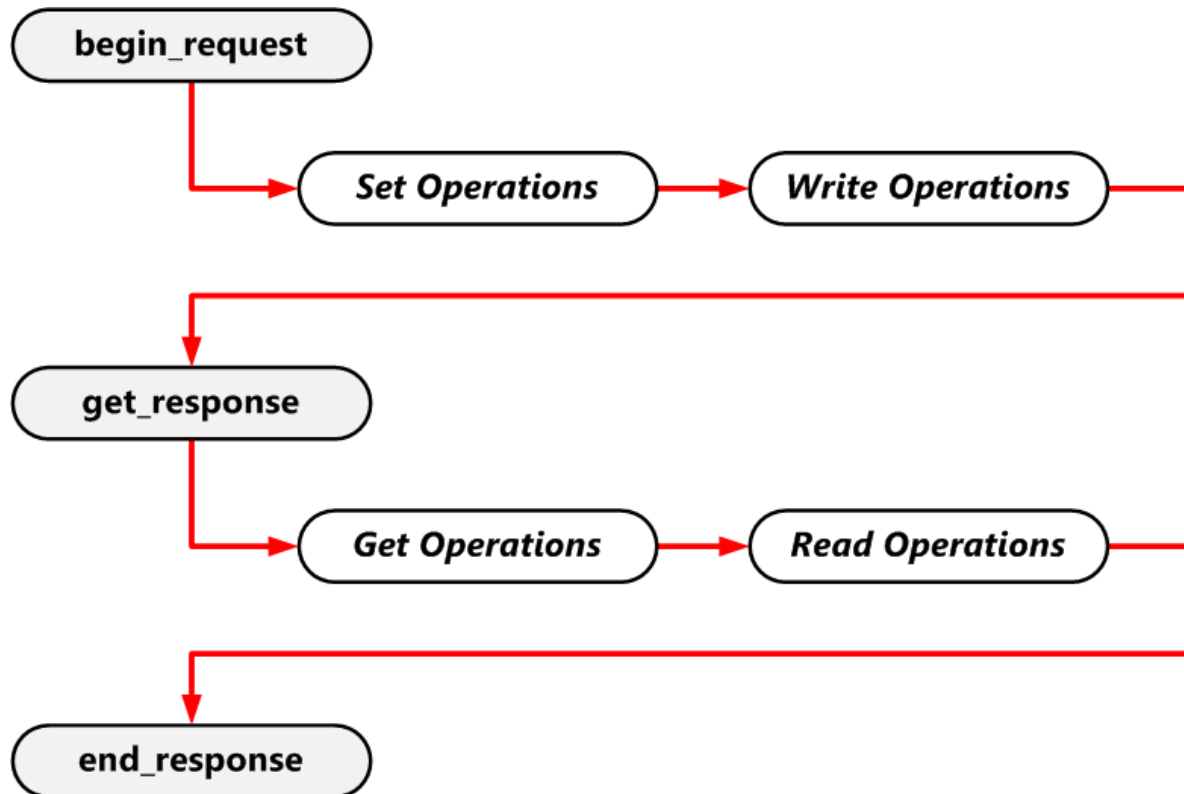 begin_request
Set Operations
Write Operations
get_response
Get Operations
Read Operations
end_response